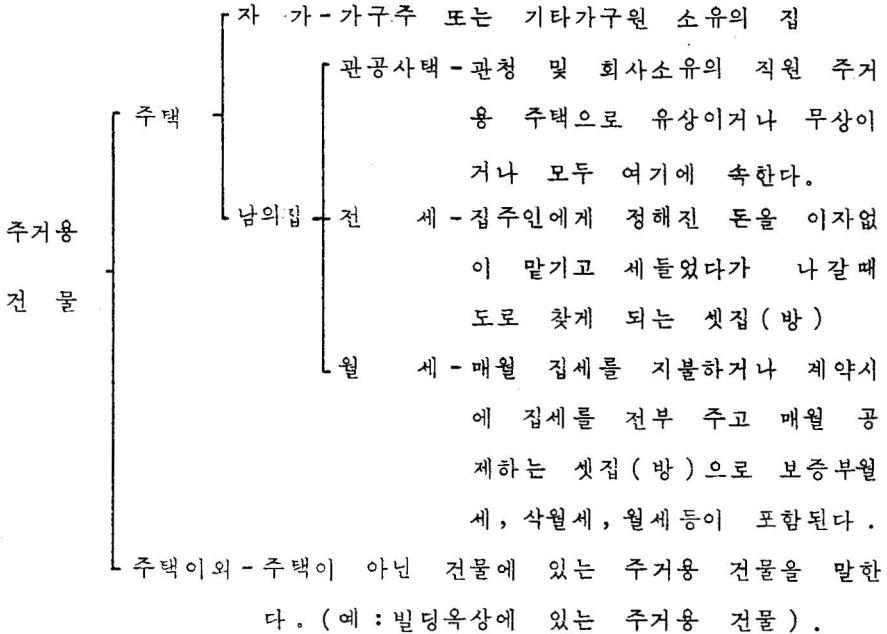 자 가 - 가구주 또는 기타가구원 소유의 집
관공사택 - 관청 및 회사소유의 직원 주거
주택
용 주택으로 유상이거나 무상이
거나 모두 여기에 속한다.
남의집 전 세 - 집주인에게 정해진 돈을 이자없
주거용
이 맡기고 세들었다가 나갈때
건 물
도로 찾게 되는 셋집 ( 방 )
월 세 - 매월 집세를 지불하거나 계약시
에 집세를 전부 주고 매월 공
제하는 셋집 ( 방 ) 으로 보증부월
세, 삭월세, 월세등이 포함된다.
주택이외 - 주택이 아닌 건물에 있는 주거용 건물을 말한
다. ( 예 : 빌딩옥상에 있는 주거용 건물 ) .